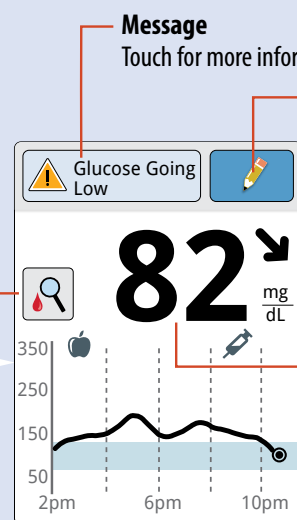 Message
Touch for more infor
Glucose Going
Low
82
mg
dL
350
250
150
50
2pm
6pm
10pm